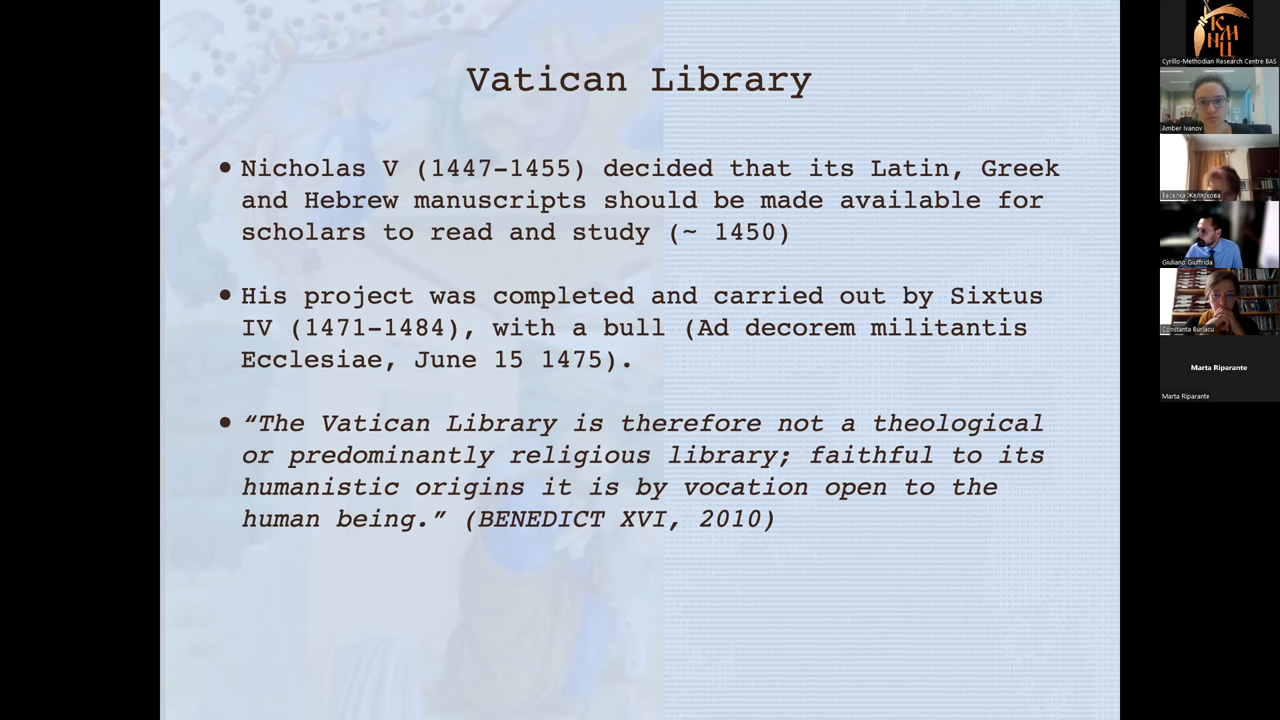 Vatican Library
• Nicholas V (1447-1455) decided that its Latin, Greek
and Hebrew manuscripts should be made available for
scholars to read and study (~ 1450)
• His project was completed and carried out by Sixtus
IV (1471-1484), with a bull (Ad decorem militantis
Ecclesiae, June 15 1475).
• “The Vatican Library is therefore not a theological
or predominantly religious library; faithful to its
humanistic origins it is by vocation open to the
human being.” (BENEDICT XVI, 2010)
Cyrillo-Methodian Research Centre BAS
Amber Ivanov
Веселка Желязкова
Giuliano Giuffrida
Constanta Burlacu
Marta Riparante
Marta Riparante